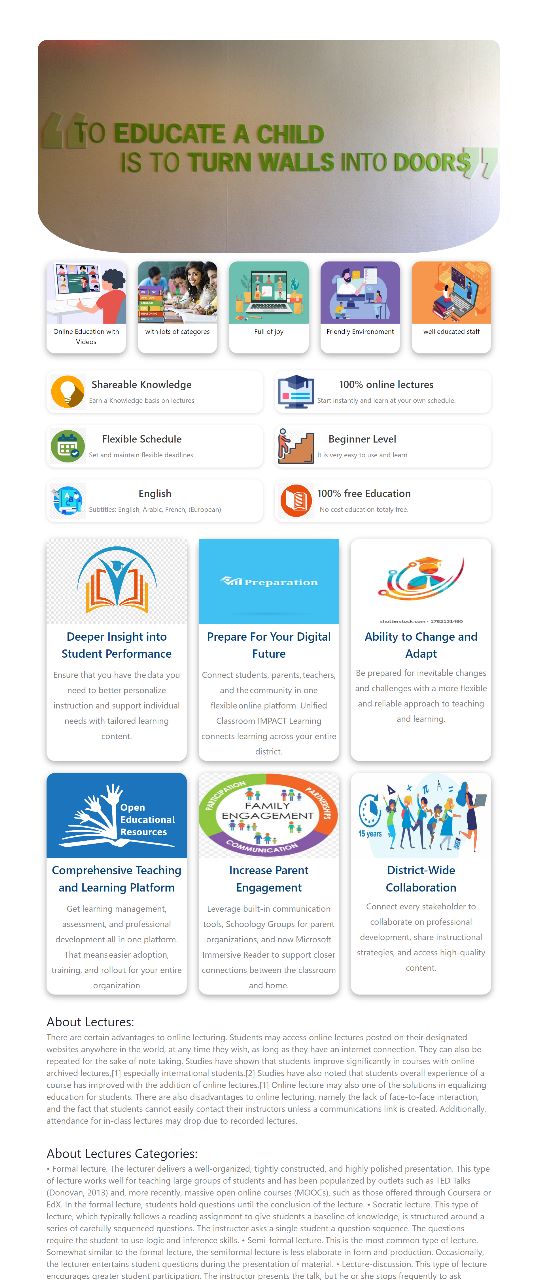 “TO EDUCATE A CHILD
IS TO TURN WALLS INTO DOORS”
Online Education with
Videos
with lots of categores
Full of joy
Friendly Environment
well educated staff
Shareable Knowledge
Earn a Knowledge basis on lectures
100% online lectures
Start instantly and learn at your own schedule.
Flexible Schedule
Set and maintain flexible deadlines.
Beginner Level
It is very easy to use and learn
English
Subtitles: English, Arabic, French, (European)
100% free Education
No cost education totaly free.
Preparation
shutterstock.com
Deeper Insight into
Student Performance
Ensure that you have the data you
need to better personalize
instruction and support individual
needs with tailored learning
content.
Prepare For Your Digital
Future
Connect students, parents, teachers,
and the community in one
flexible online platform. Unified
Classroom IMPACT Learning
connects learning across your entire
district.
Ability to Change and
Adapt
Be prepared for inevitable changes
and challenges with a more flexible
and reliable approach to teaching
and learning.
Open
Educational
Resources
PARTICIPATION
PARTNERSHIPS
FAMILY
ENGAGEMENT
COMMUNICATION
15 years
Comprehensive Teaching
and Learning Platform
Get learning management,
assessment, and professional
development all in one platform.
That means easier adoption,
training, and rollout for your entire
organization.
Increase Parent
Engagement
Leverage built-in communication
tools, Schoology Groups for parent
organizations, and now Microsoft
Immersive Reader to support closer
connections between the classroom
and home.
District-Wide
Collaboration
Connect every stakeholder to
collaborate on professional
development, share instructional
strategies, and access high-quality
content.
About Lectures:
There are certain advantages to online lecturing. Students may access online lectures posted on their designated
websites anywhere in the world, at any time they wish, as long as they have an internet connection. They can also be
repeated for the sake of note taking. Studies have shown that students improve significantly in courses with online
archived lectures,[1] especially international students.[2] Studies have also noted that students overall experience of a
course has improved with the addition of online lectures.[1] Online lecture may also one of the solutions in equalizing
education for students. There are also disadvantages to online lecturing, namely the lack of face-to-face interaction,
and the fact that students cannot easily contact their instructors unless a communications link is created. Additionally,
attendance for in-class lectures may drop due to recorded lectures.
About Lectures Categories:
• Formal lecture. The lecturer delivers a well-organized, tightly constructed, and highly polished presentation. This type
of lecture works well for teaching large groups of students and has been popularized by outlets such as TED Talks
(Donovan, 2013) and, more recently, massive open online courses (MOOCs), such as those offered through Coursera or
EdX. In the formal lecture, students hold questions until the conclusion of the lecture. • Socratic lecture. This type of
lecture, which typically follows a reading assignment to give students a baseline of knowledge, is structured around a
series of carefully sequenced questions. The instructor asks a single student a question sequence. The questions
require the student to use logic and inference skills. • Semi-formal lecture. This is the most common type of lecture.
Somewhat similar to the formal lecture, the semiformal lecture is less elaborate in form and production. Occasionally,
the lecturer entertains student questions during the presentation of material. • Lecture-discussion. This type of lecture
encourages greater student participation. The instructor presents the talk, but he or she stops frequently to ask